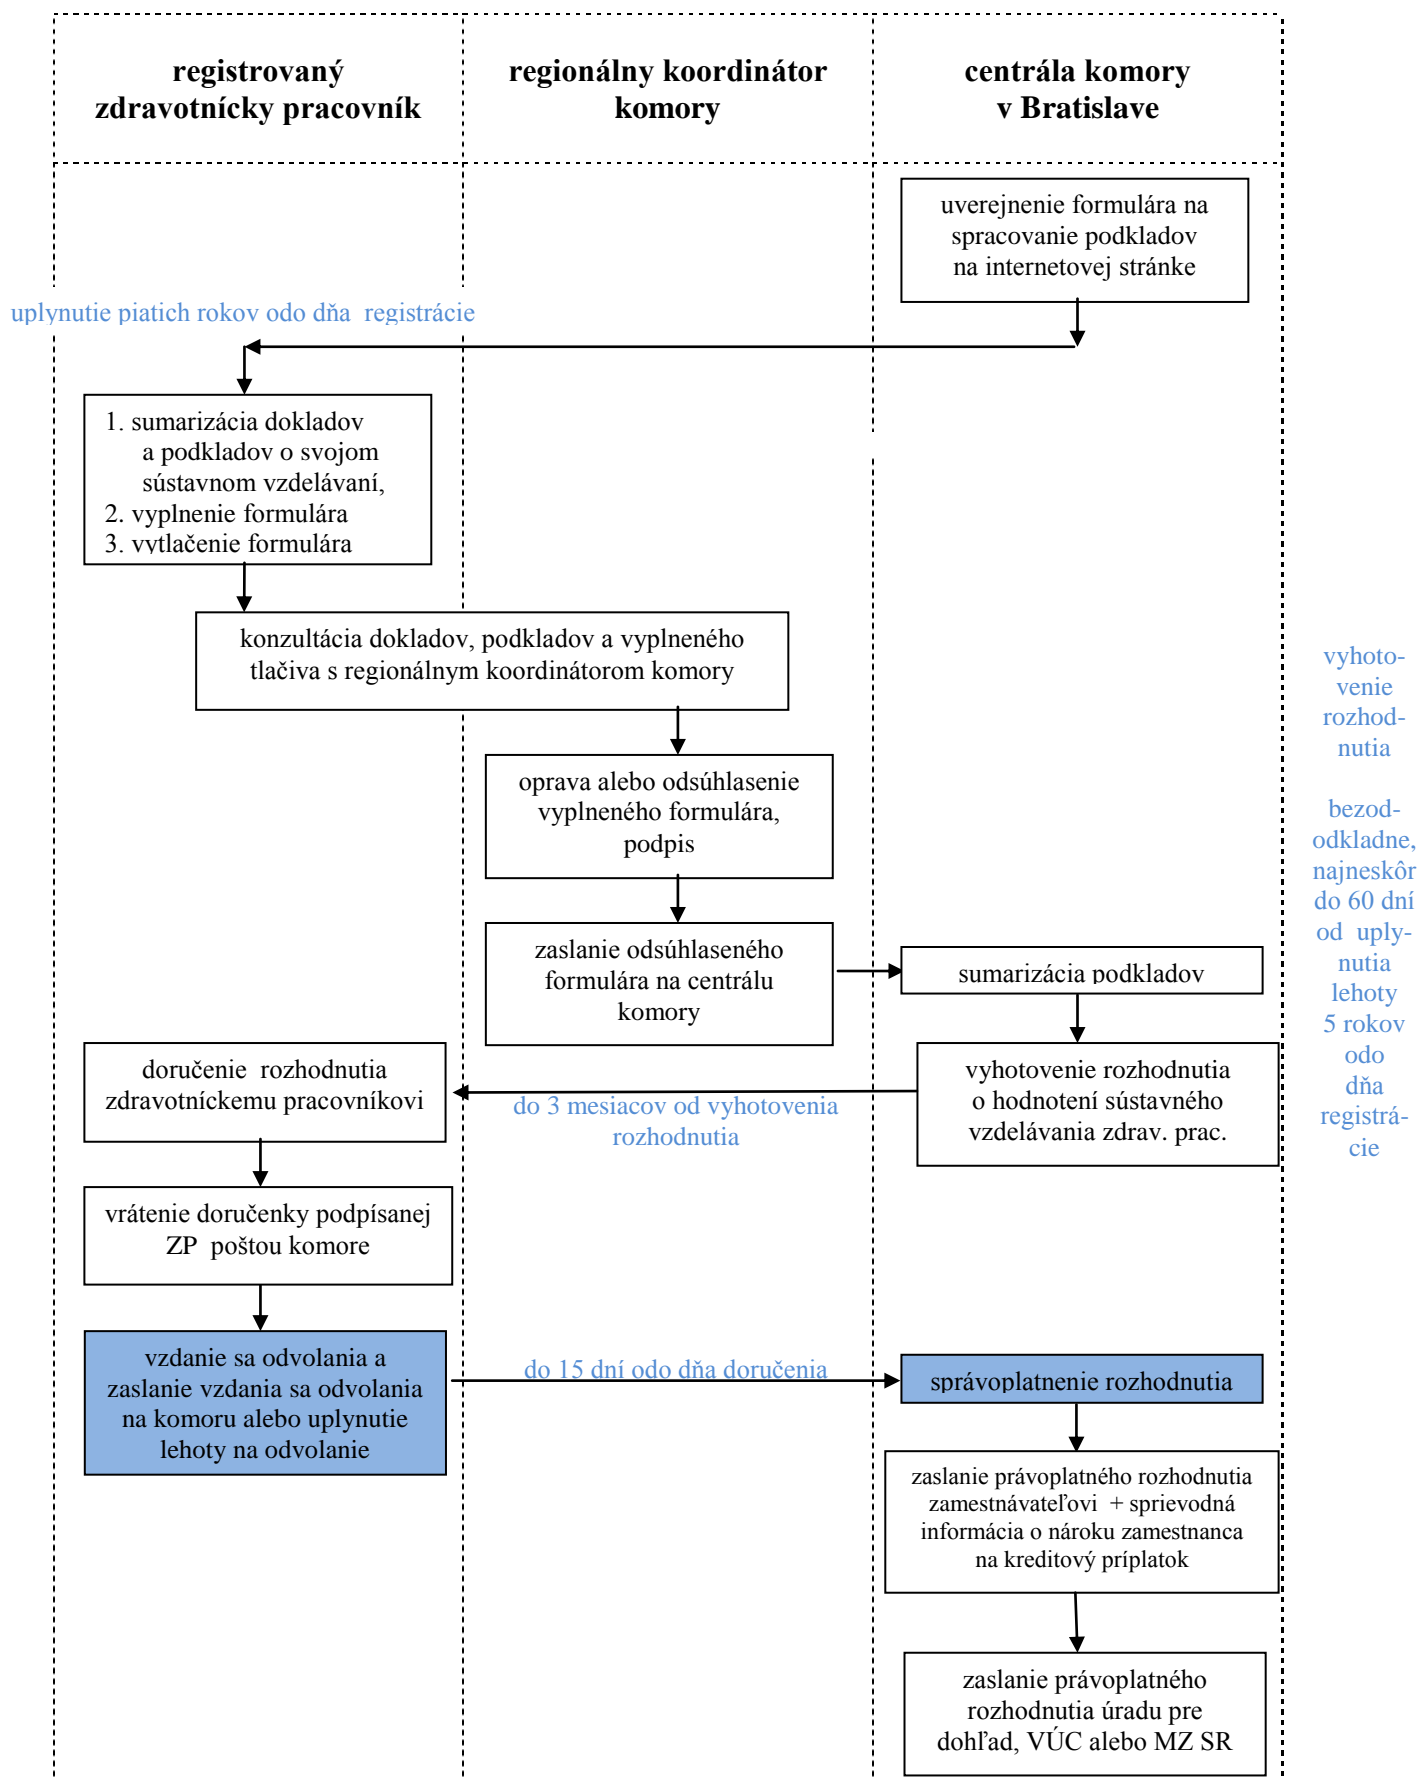 registrovaný
zdravotnícky pracovník
regionálny koordinátor
komory
centrála komory
v Bratislave
uverejnenie formulára na
spracovanie podkladov
na internetovej stránke
uplynutie piatich rokov odo dňa  registrácie
1. sumarizácia dokladov
a podkladov o svojom
sústavnom vzdelávaní,
2. vyplnenie formulára
3. vytlačenie formulára
konzultácia dokladov, podkladov a vyplneného
tlačiva s regionálnym koordinátorom komory
oprava alebo odsúhlasenie
vyplneného formulára,
podpis
zaslanie odsúhlaseného
formulára na centrálu
komory
sumarizácia podkladov
vyhotovenie rozhodnutia
o hodnotení sústavného
vzdelávania zdrav. prac.
do 3 mesiacov od vyhotovenia
rozhodnutia
doručenie  rozhodnutia
zdravotníckemu pracovníkovi
vrátenie doručenky podpísanej
ZP  poštou komore
vzdanie sa odvolania a
zaslanie vzdania sa odvolania
na komoru alebo uplynutie
lehoty na odvolanie
do 15 dní odo dňa doručenia
správoplatnenie rozhodnutia
zaslanie právoplatného rozhodnutia
zamestnávateľovi  + sprievodná
informácia o nároku zamestnanca
na kreditový príplatok
zaslanie právoplatného
rozhodnutia úradu pre
dohľad, VÚC alebo MZ SR
vyhoto-
venie
rozhod-
nutia
bezod-
odkladne,
najneskôr
do 60 dní
od  uply-
nutia
lehoty
5 rokov
odo
dňa
registrá-
cie